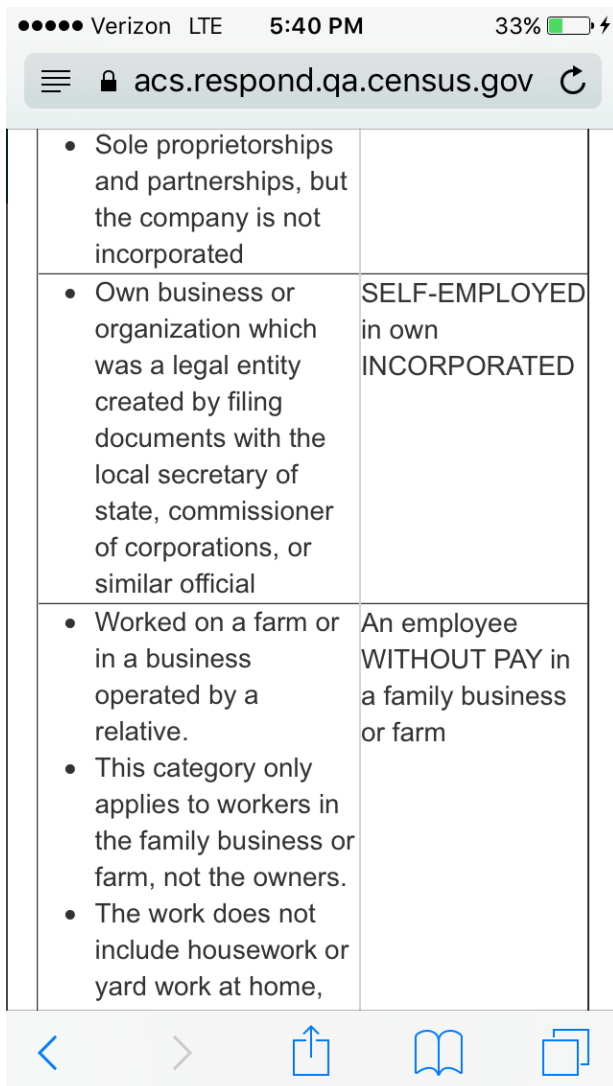 Verizon LTE 5:40 PM 33%
acs.respond.qa.census.gov
• Sole proprietorships
and partnerships, but
the company is not
incorporated
• Own business or
organization which
was a legal entity
created by filing
documents with the
local secretary of
state, commissioner
of corporations, or
similar official
SELF-EMPLOYED
in own
INCORPORATED
• Worked on a farm or
in a business
operated by a
relative.
• This category only
applies to workers in
the family business or
farm, not the owners.
• The work does not
include housework or
yard work at home,
An employee
WITHOUT PAY in
a family business
or farm